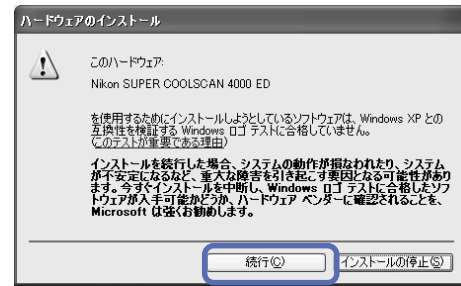 ハードウェアのインストール
このハードウェア:
Nikon SUPER COOLSCAN 4000 ED
を使用するためにインストールしようとしているソフトウェアは、Windows XP との
互換性を検証する Windows ロゴ テストに合格していません。
(このテストが重要である理由)
インストールを続行した場合、システムの動作が損なわれたり、システム
が不安定になるなど、重大な障害を引き起こす要因となる可能性があり
ます。今すぐインストールを中断し、Windows ロゴ テストに合格したソフ
トウェアが入手可能かどうか、ハードウェア ベンダーに確認されることを、
Microsoft は強くお勧めします。
続行(C)
インストールの停止(S)